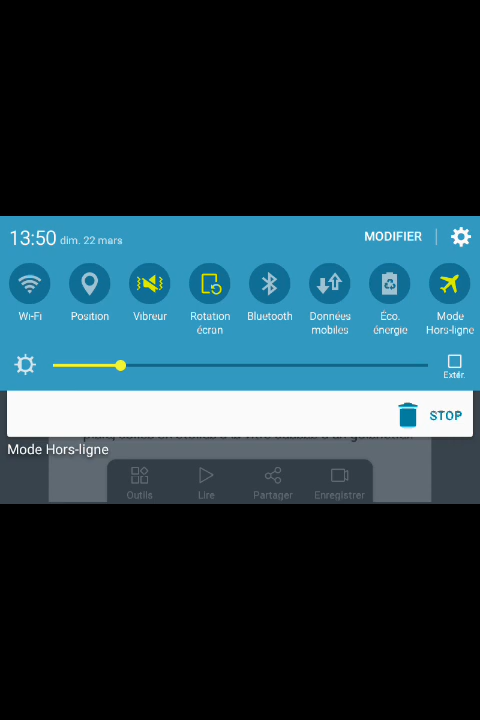 13:50 dim. 22 mars MODIFIER
Wi-Fi Position Vibreur Rotation écran Bluetooth Données mobiles Éco. énergie Mode Hors-ligne
Extér.
STOP
Mode Hors-ligne
Outils Lire Partager Enregistrer